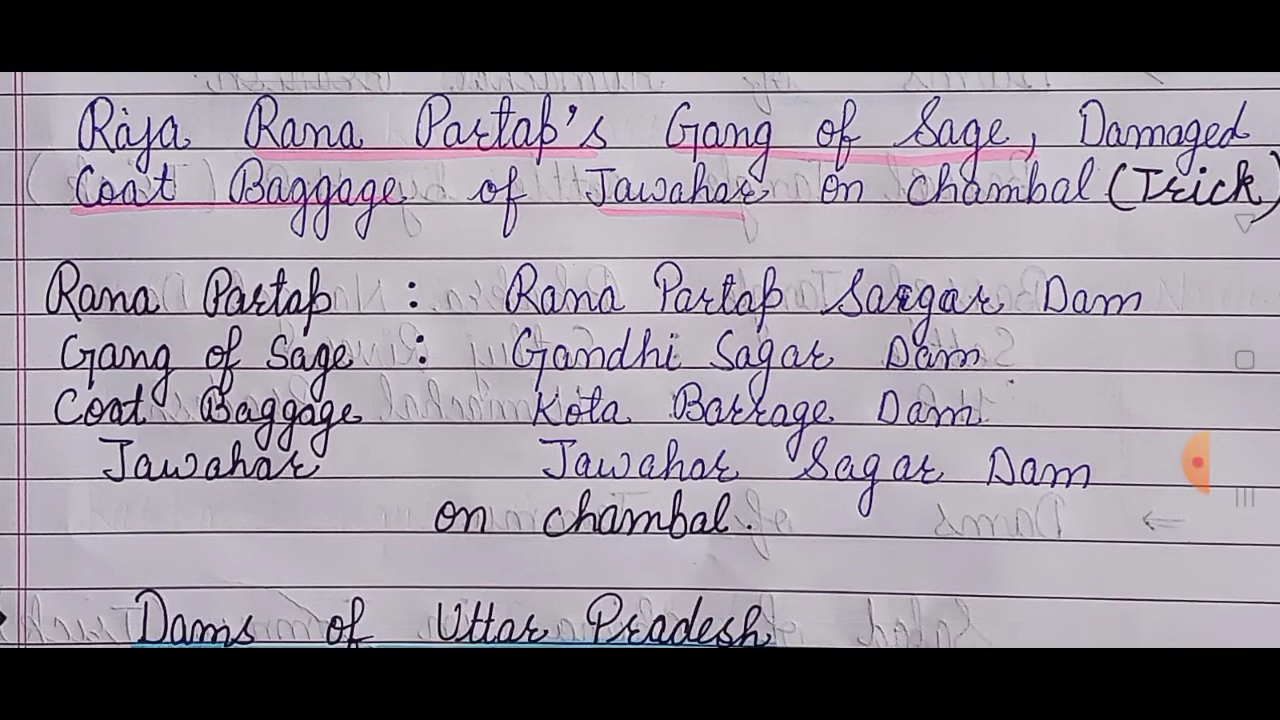 Raja Rana Partap's Gang of Sage, Damaged
Coat Baggage of Jawahar on Chambal (Trick)
Rana Partap : Rana Partap Sargar Dam
Gang of Sage : Gandhi Sagar Dam
Coat Baggage Kota Barrage Dam
Jawahar Jawahar Sagar Dam
on chambal.
Dams of Uttar Pradesh